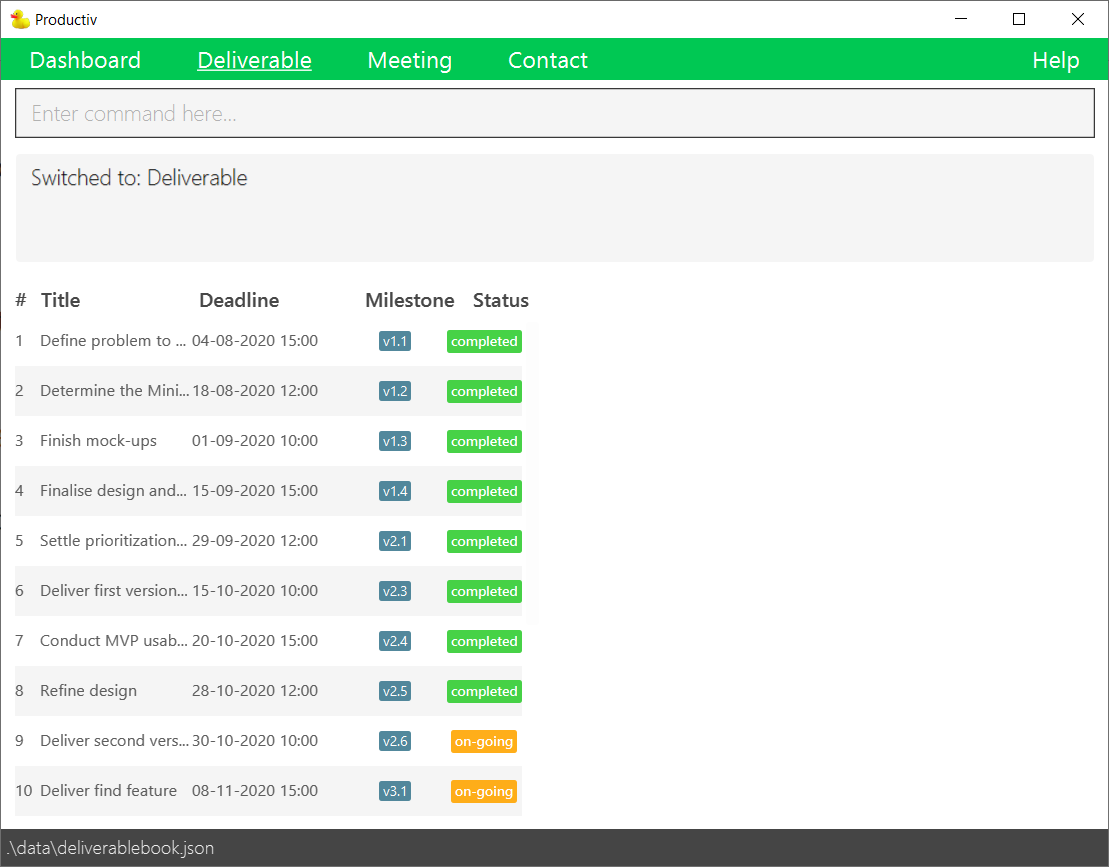 Productiv
Dashboard Deliverable Meeting Contact Help
Enter command here...
Switched to: Deliverable
# Title Deadline Milestone Status
1 Define problem to ... 04-08-2020 15:00 v1.1 completed
2 Determine the Mini... 18-08-2020 12:00 v1.2 completed
3 Finish mock-ups 01-09-2020 10:00 v1.3 completed
4 Finalise design and... 15-09-2020 15:00 v1.4 completed
5 Settle prioritization... 29-09-2020 12:00 v2.1 completed
6 Deliver first version... 15-10-2020 10:00 v2.3 completed
7 Conduct MVP usab... 20-10-2020 15:00 v2.4 completed
8 Refine design 28-10-2020 12:00 v2.5 completed
9 Deliver second vers... 30-10-2020 10:00 v2.6 on-going
10 Deliver find feature 08-11-2020 15:00 v3.1 on-going
.\data\deliverablebook.json